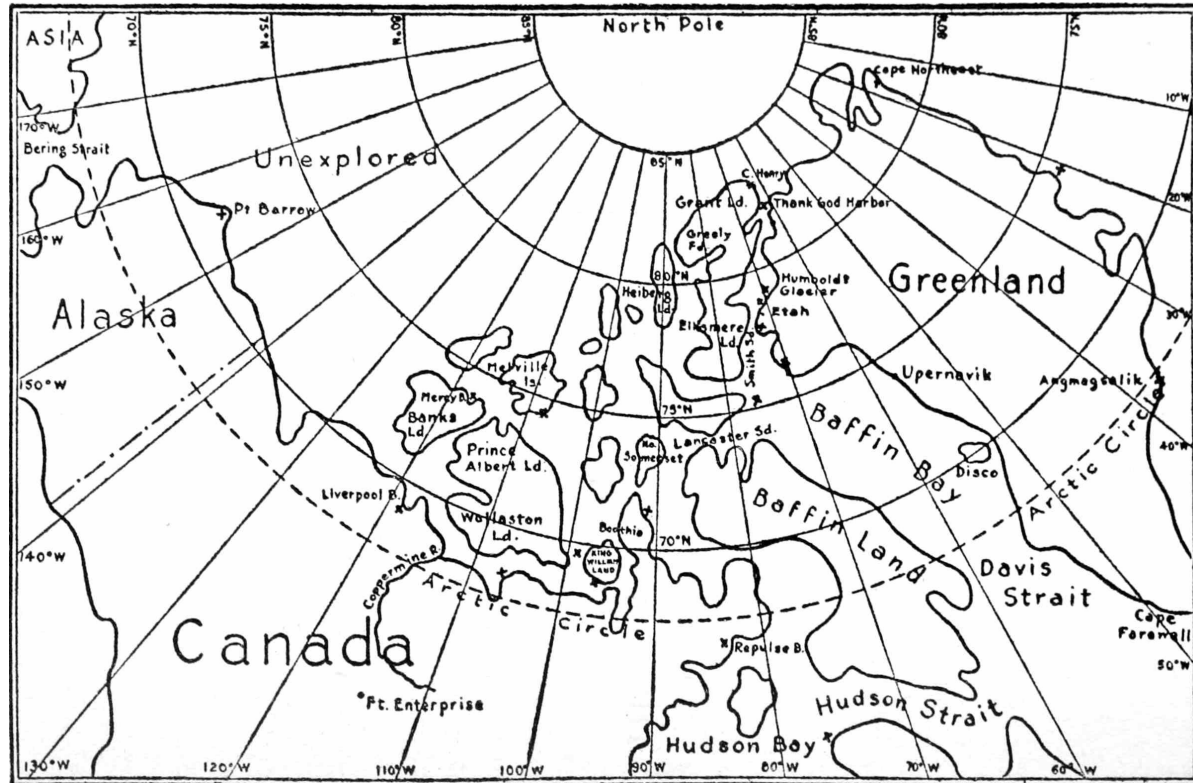 North Pole
ASIA
70°N
75°N
80°N
85°N
85°N
80°N
75°N
Cape Northeast
10°W
170°W
Bering Strait
Unexplored
85°N
C. Henry
Grant Ld.
Thank God Harbor
20°W
Pt Barrow
160°W
Greely
Fd.
80°N
Humboldt
Glacier
Greenland
Heiberg
Ld.
Etah
30°W
Alaska
Ellsmere
Ld.
Smith Sd.
Melville
Is.
Upernavik
Angmagsalik
150°W
Mercy B.
Banks
Ld.
75°N
Baffin Bay
Lancaster Sd.
No.
Somerset
Prince
Albert Ld.
Disco
40°W
Arctic Circle
Liverpool B.
Wollaston
Ld.
Boothia
Baffin Land
70°N
KING
WILLIAM
LAND
140°W
Coppermine R.
Arctic Circle
Davis
Strait
Cape
Farewell
Canada
Repulse B.
50°W
Ft. Enterprise
Hudson Strait
Hudson Bay
130°W
120°W
110°W
100°W
90°W
80°W
70°W
60°W